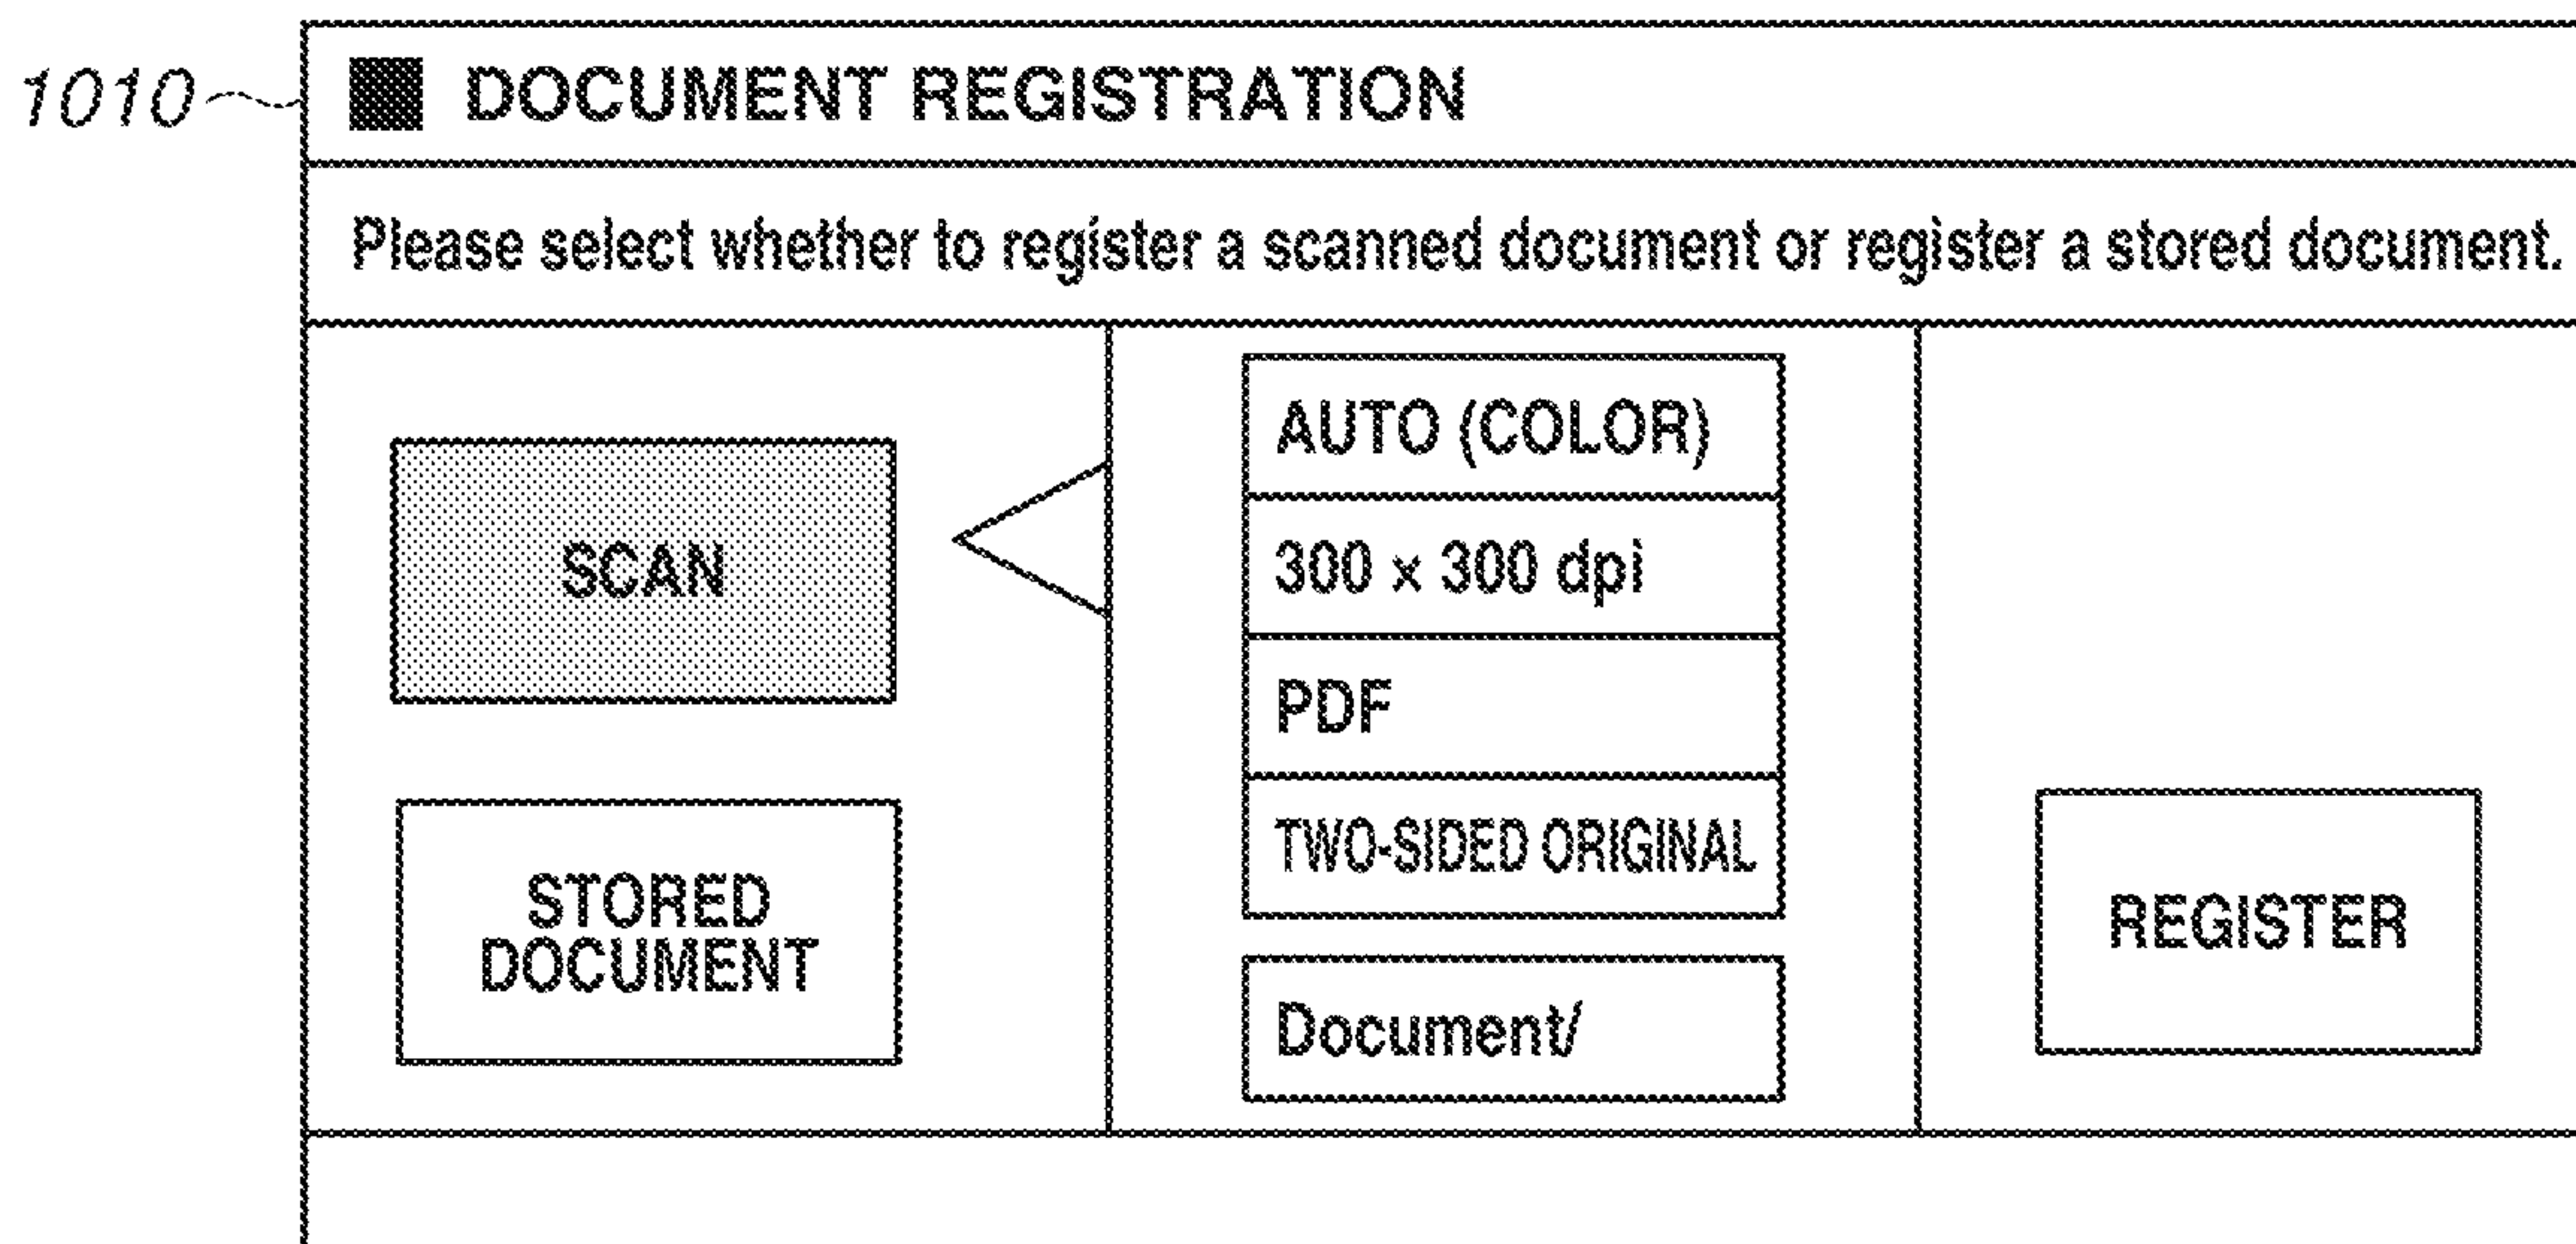 1010
DOCUMENT REGISTRATION
Please select whether to register a scanned document or register a stored document.
SCAN
STORED
DOCUMENT
AUTO (COLOR)
300 × 300 dpi
PDF
TWO-SIDED ORIGINAL
Document/
REGISTER